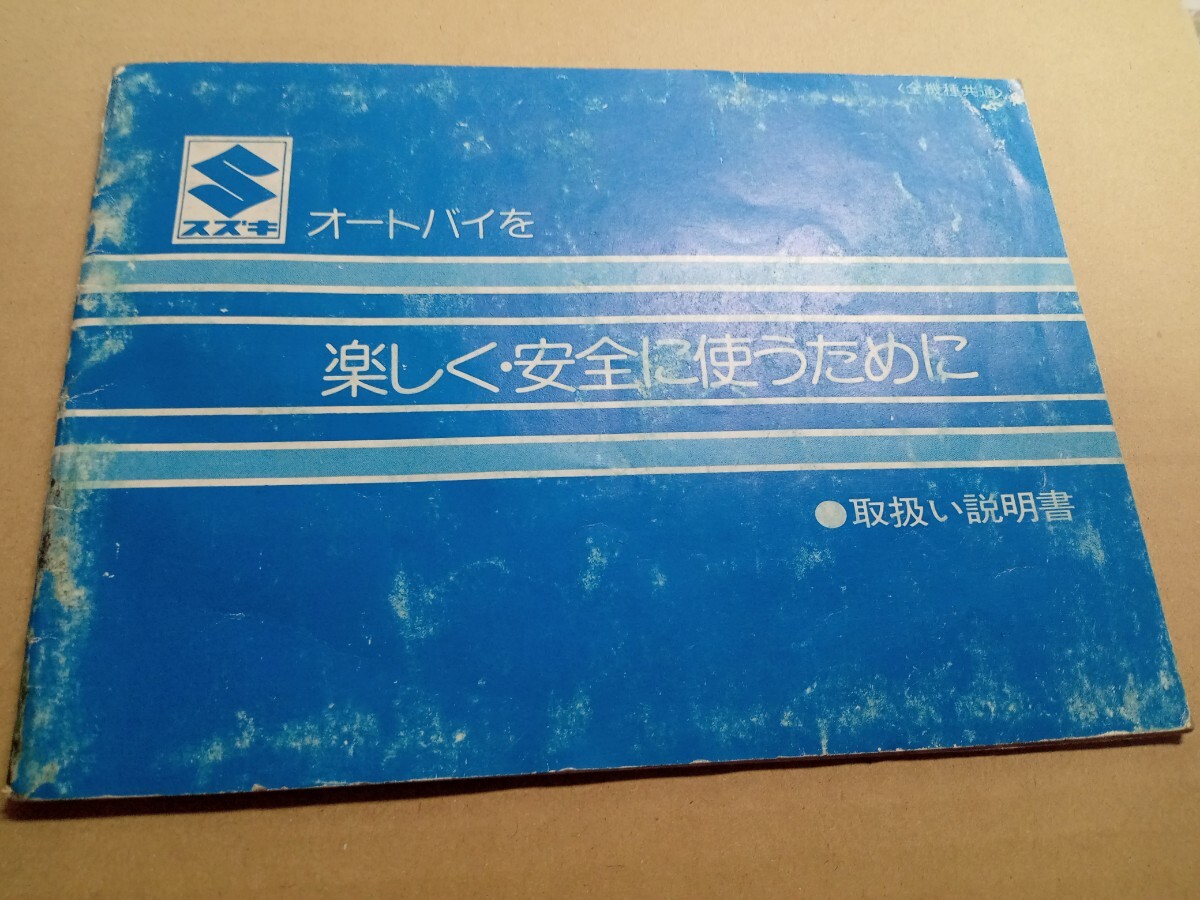 〈全機種共通〉
スズキ
オートバイを
楽しく・安全に使うために
●取扱い説明書